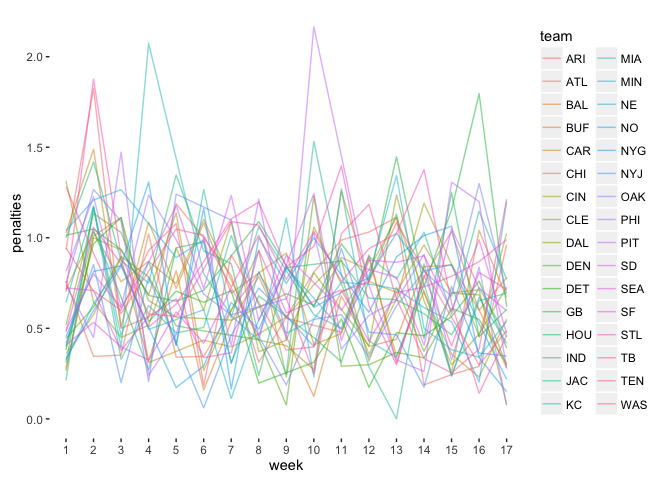 team
ARI MIA
ATL MIN
BAL NE
BUF NO
CAR NYG
CHI NYJ
CIN OAK
CLE PHI
DAL PIT
DEN SD
DET SEA
GB SF
HOU STL
IND TB
JAC TEN
KC WAS
penalties
2.0
1.5
1.0
0.5
0.0
1 2 3 4 5 6 7 8 9 10 11 12 13 14 15 16 17
week